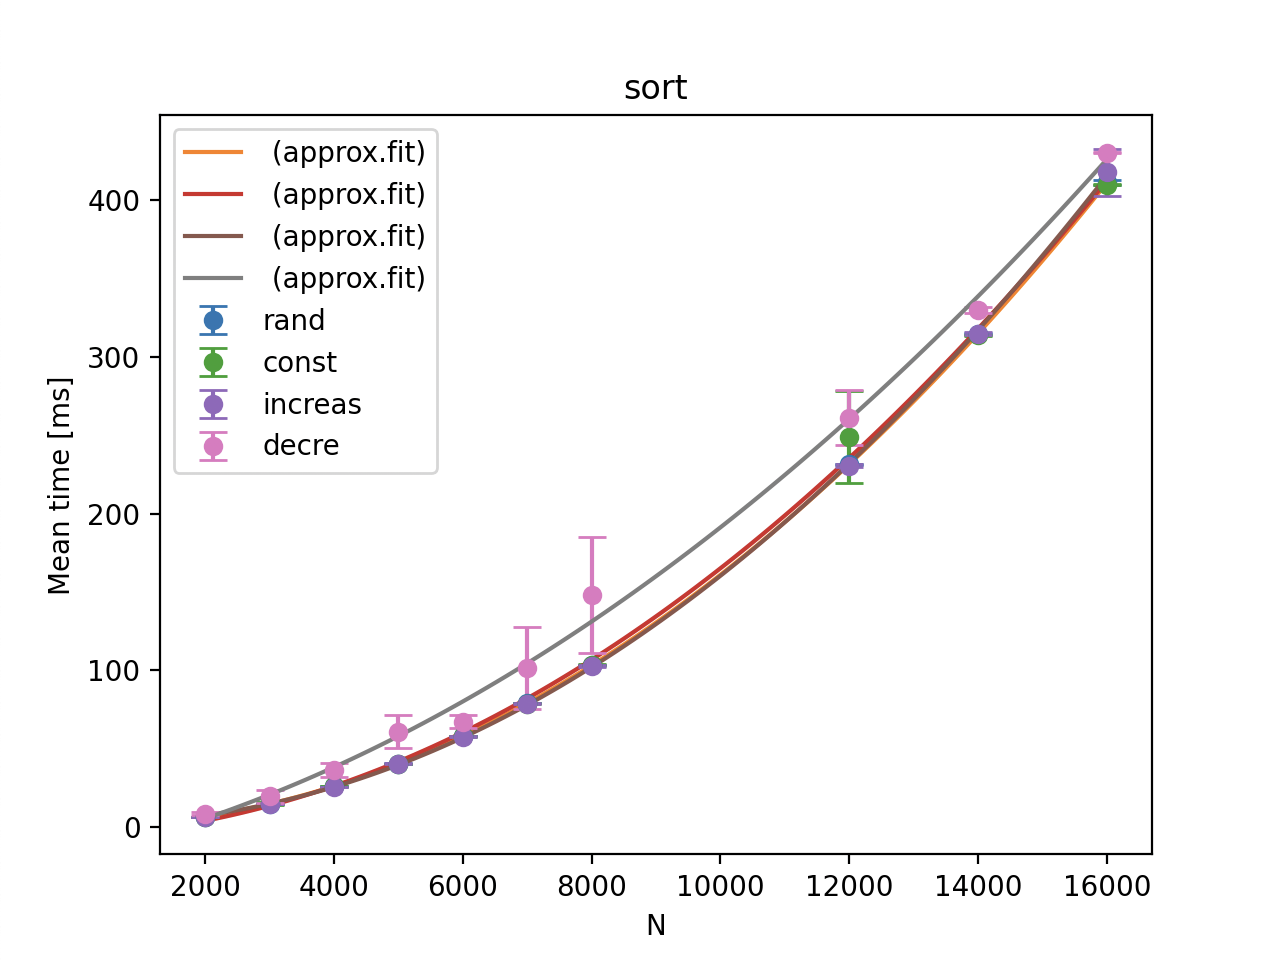 sort
(approx.fit)
(approx.fit)
(approx.fit)
(approx.fit)
rand
const
increas
decre
Mean time [ms]
400
300
200
100
0
2000 4000 6000 8000 10000 12000 14000 16000
N